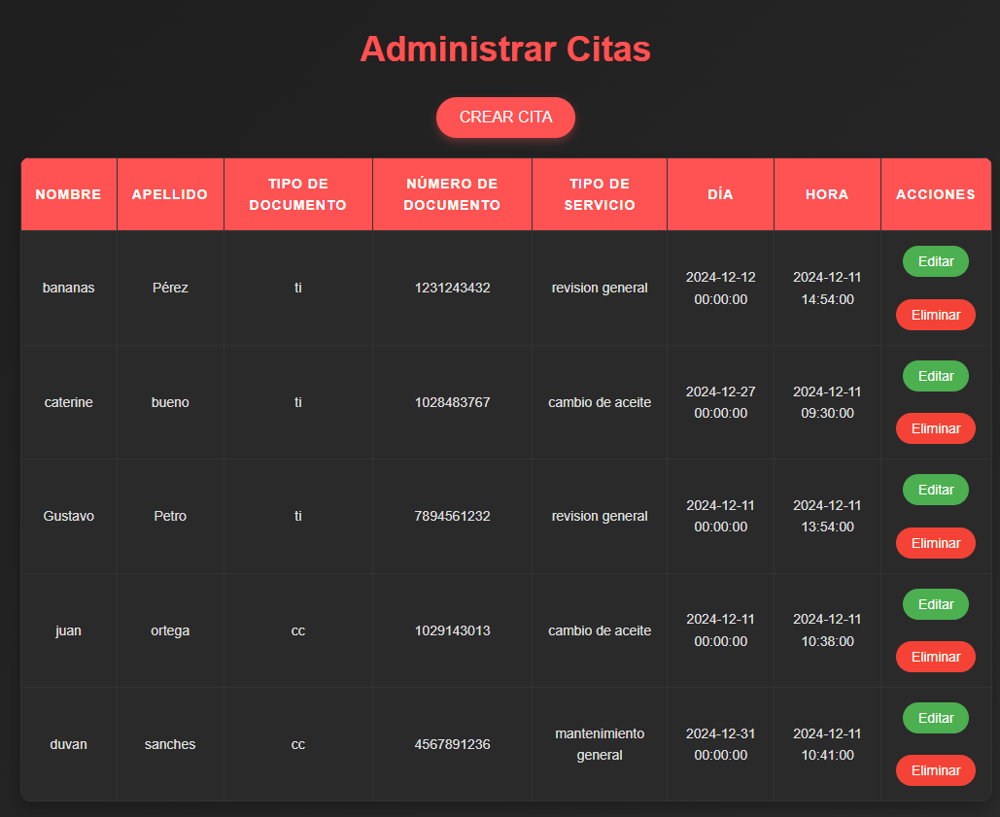 Administrar Citas
CREAR CITA
NOMBRE APELLIDO TIPO DE DOCUMENTO NÚMERO DE DOCUMENTO TIPO DE SERVICIO DÍA HORA ACCIONES
bananas Pérez ti 1231243432 revision general 2024-12-12 00:00:00 2024-12-11 14:54:00 Editar Eliminar
caterine bueno ti 1028483767 cambio de aceite 2024-12-27 00:00:00 2024-12-11 09:30:00 Editar Eliminar
Gustavo Petro ti 7894561232 revision general 2024-12-11 00:00:00 2024-12-11 13:54:00 Editar Eliminar
juan ortega cc 1029143013 cambio de aceite 2024-12-11 00:00:00 2024-12-11 10:38:00 Editar Eliminar
duvan sanches cc 4567891236 mantenimiento general 2024-12-31 00:00:00 2024-12-11 10:41:00 Editar Eliminar